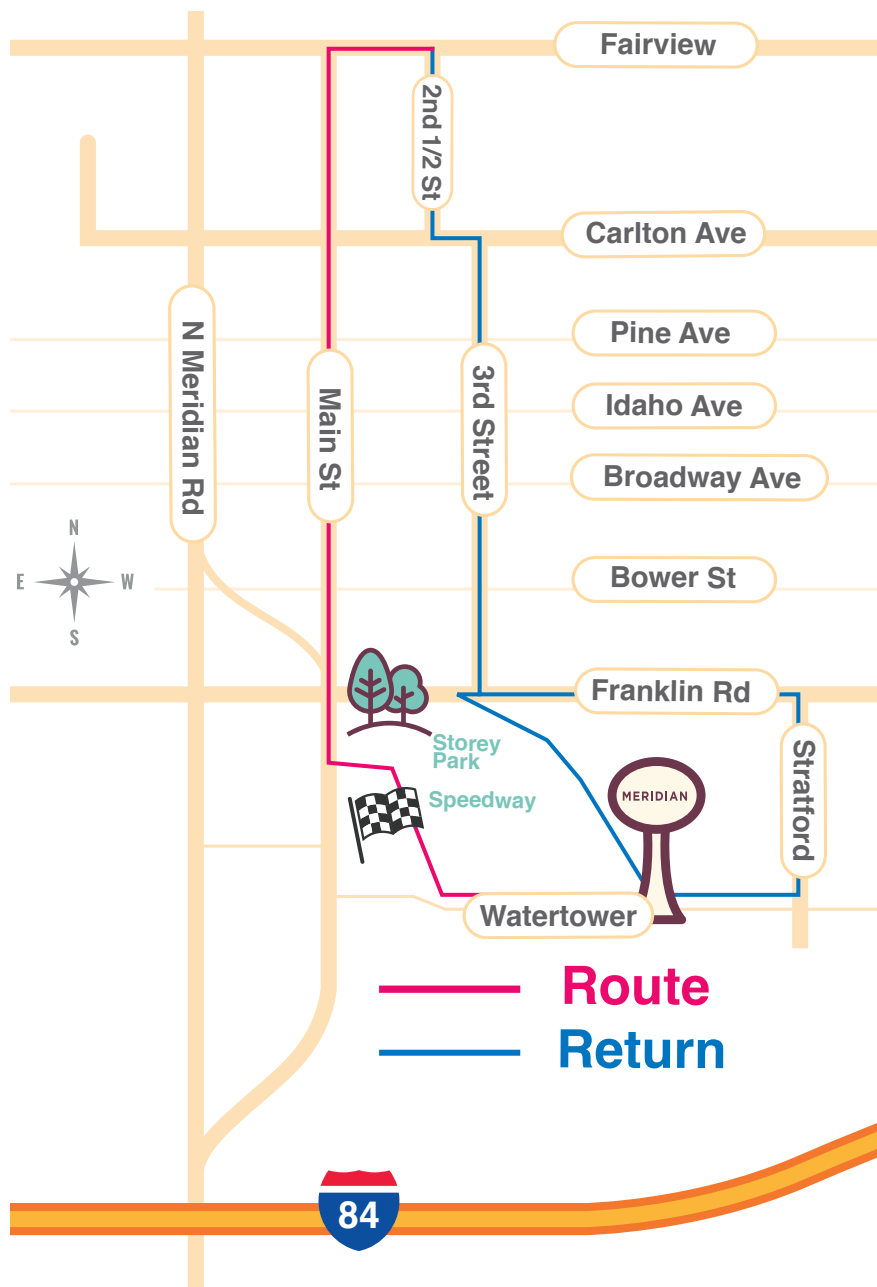 Fairview
2nd 1/2 St
Carlton Ave
N Meridian Rd
Main St
3rd Street
Pine Ave
Idaho Ave
Broadway Ave
N
E
W
S
Bower St
Franklin Rd
Storey
Park
Speedway
MERIDIAN
Stratford
Watertower
Route
Return
84